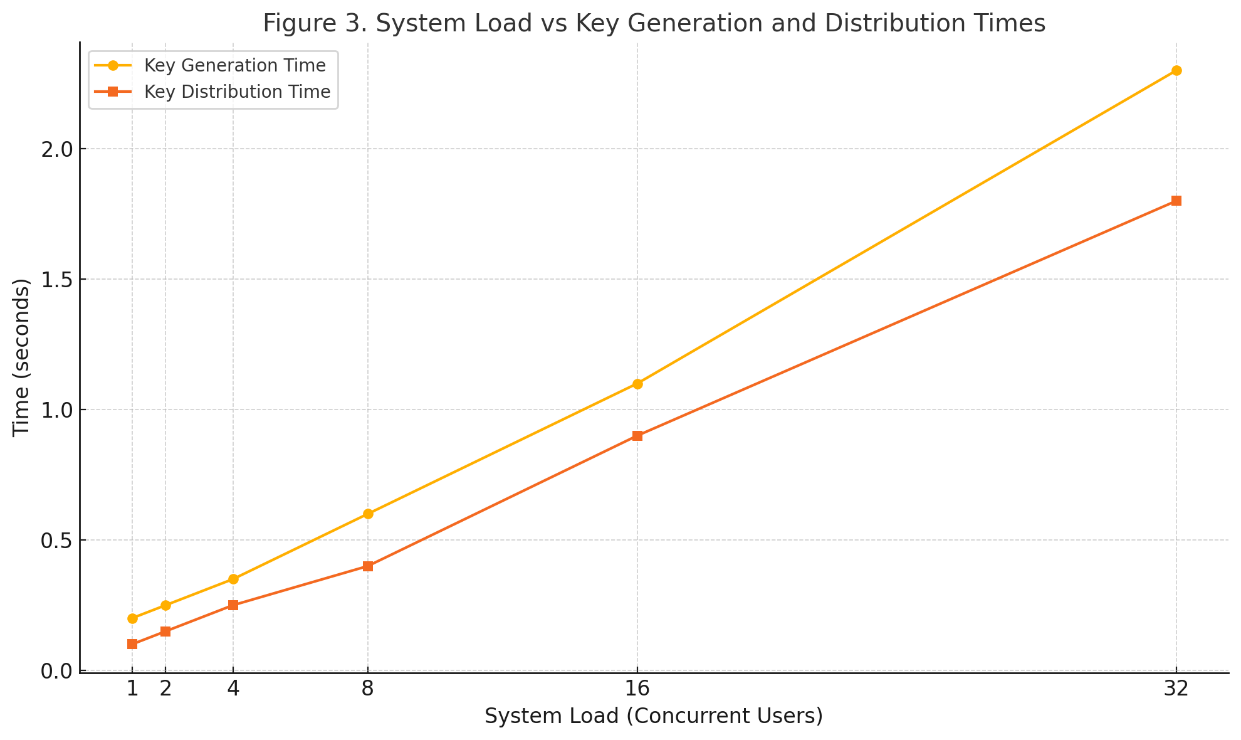 Figure 3. System Load vs Key Generation and Distribution Times
Key Generation Time
Key Distribution Time
2.0
1.5
1.0
0.5
0.0
Time (seconds)
1 2 4 8 16 32
System Load (Concurrent Users)